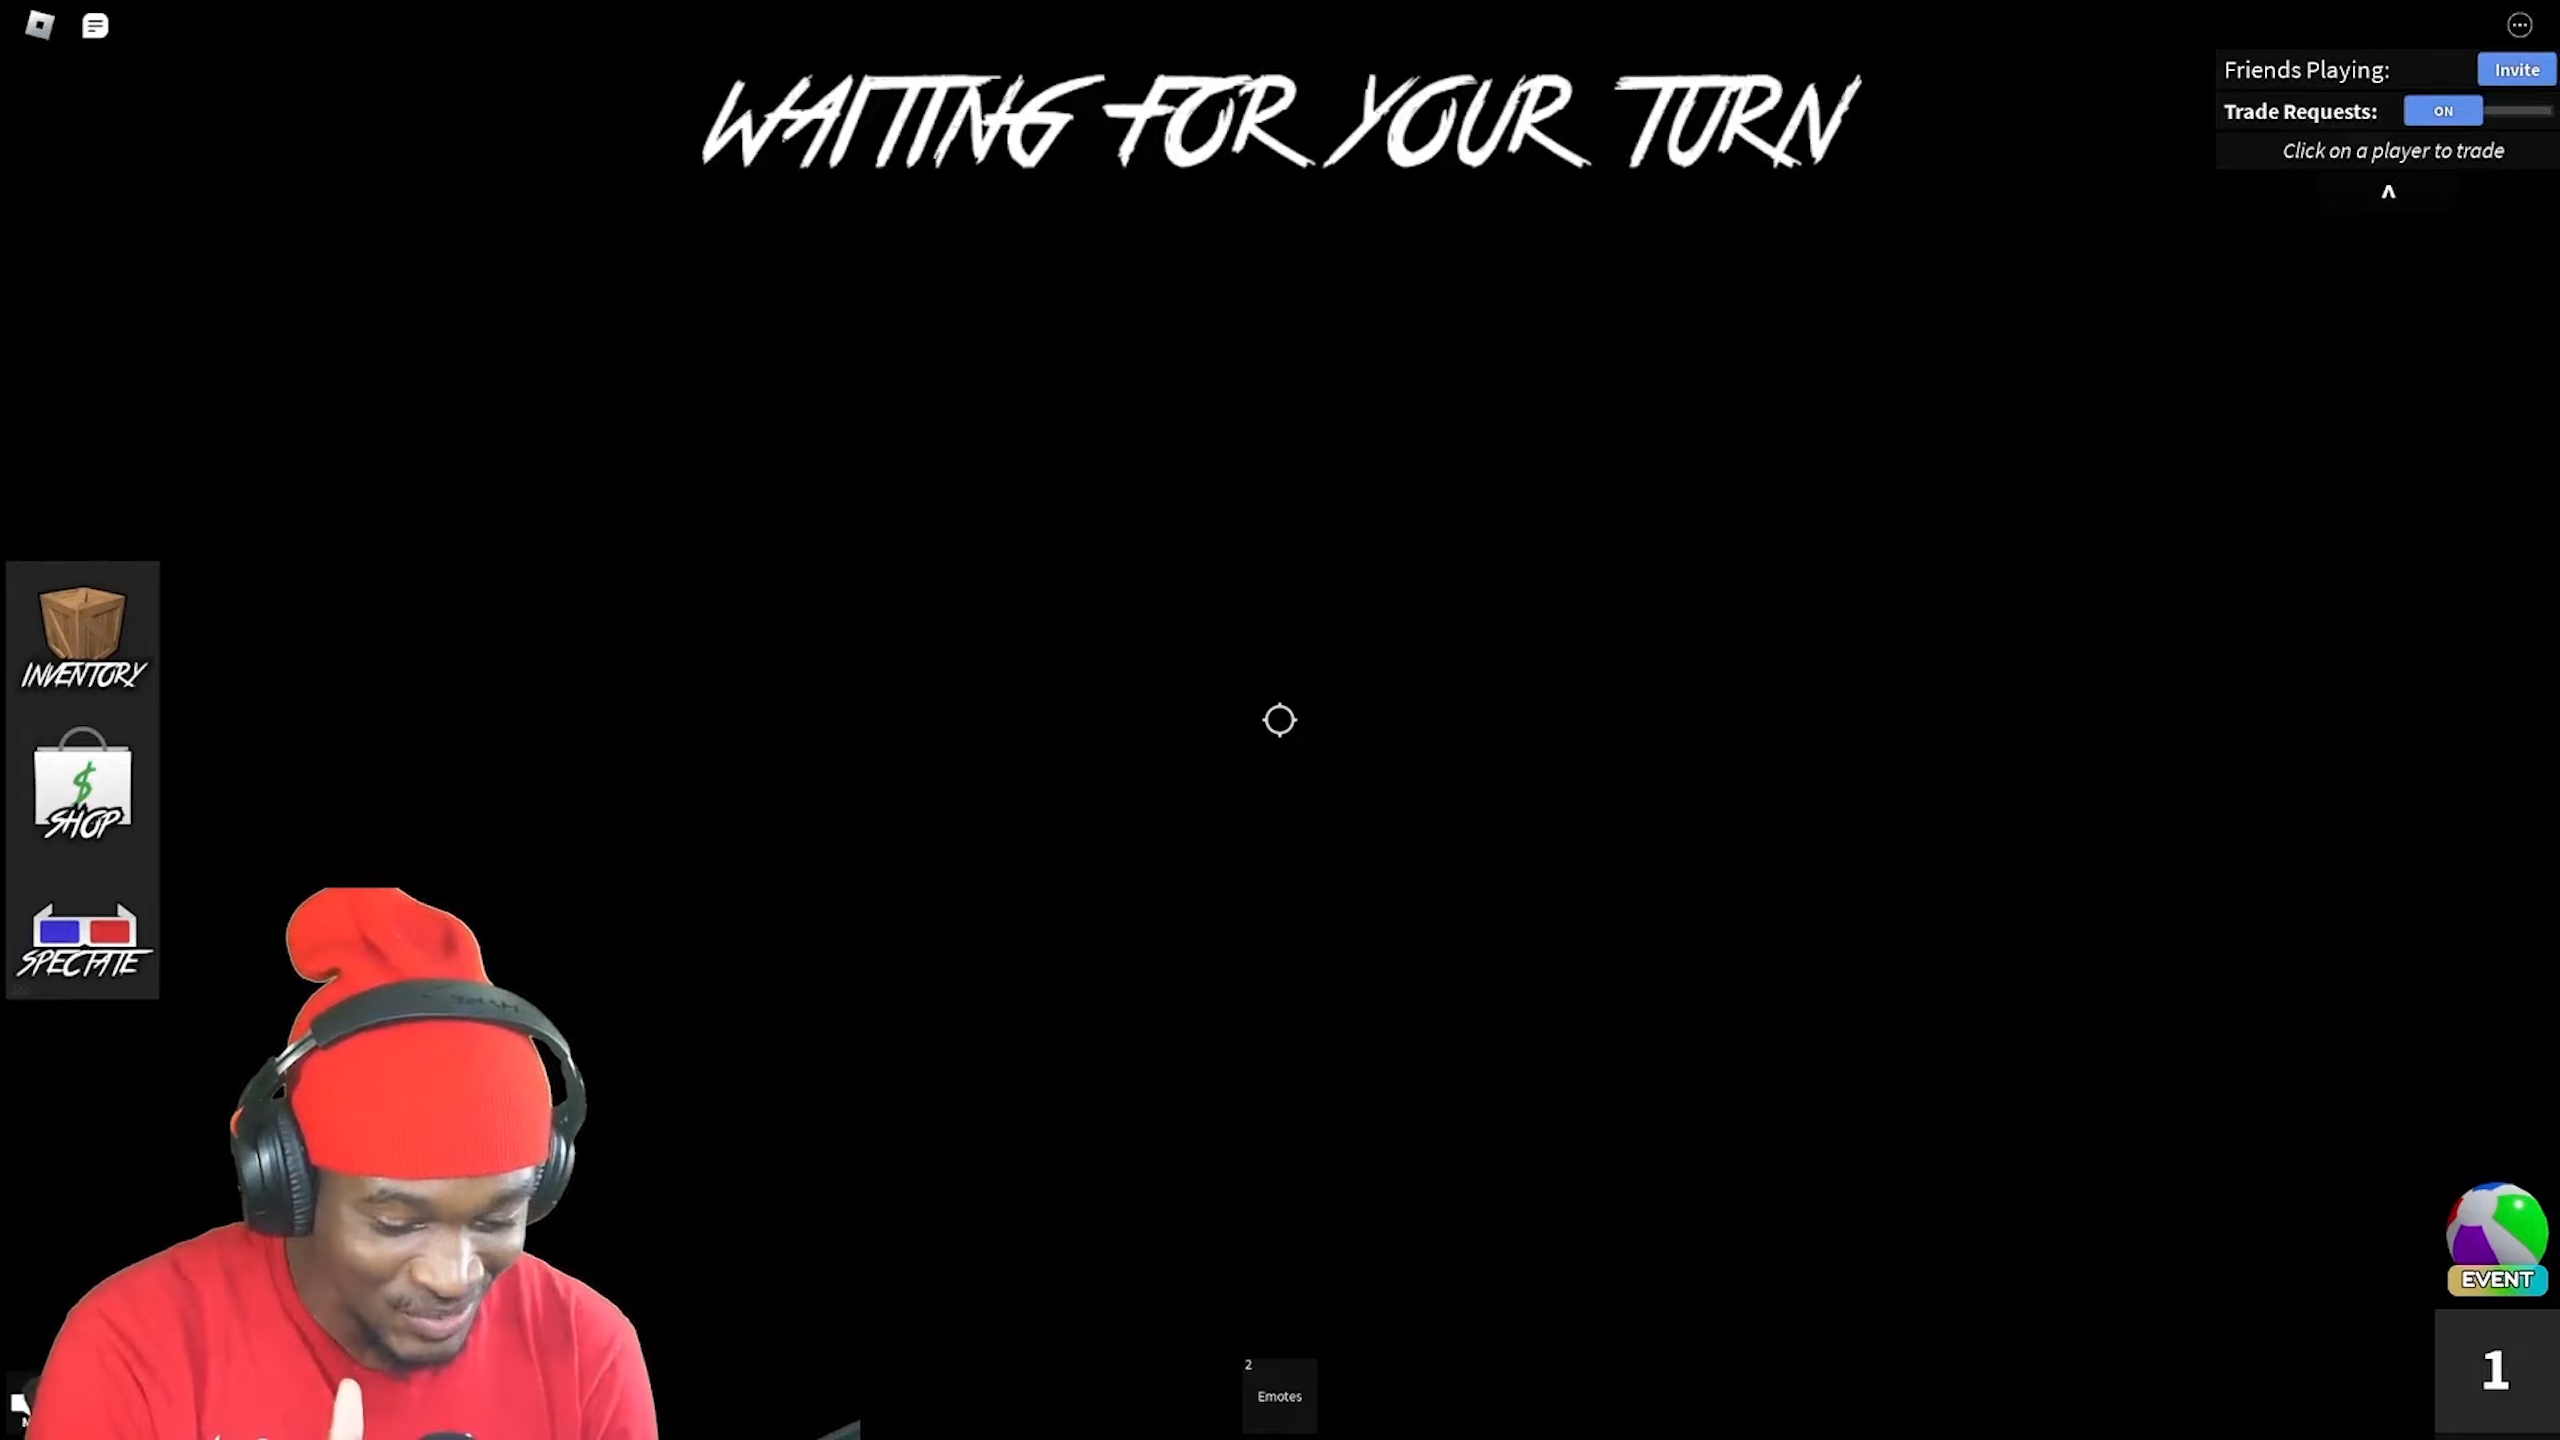 WAITING FOR YOUR TURN
Friends Playing:
Invite
Trade Requests:
ON
Click on a player to trade
^
INVENTORY
$
SHOP
SPECTATE
EVENT
1
2
Emotes